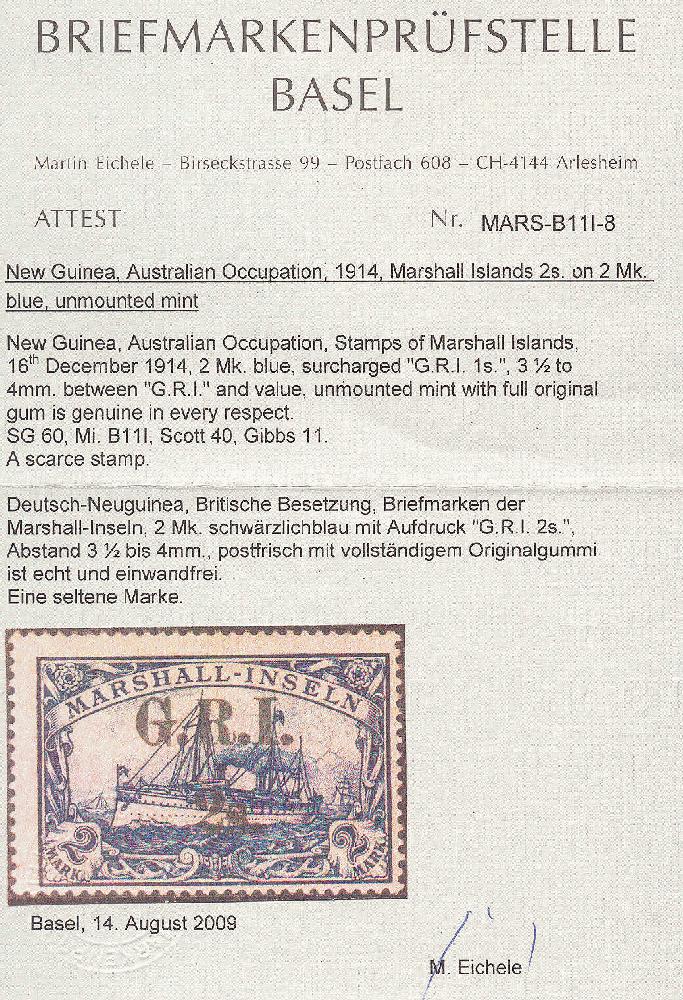 BRIEFMARKENPRÜFSTELLE
BASEL
Martin Eichele – Birseckstrasse 99 – Postfach 608 – CH-4144 Arlesheim
ATTEST Nr. MARS-B11I-8
New Guinea, Australian Occupation, 1914, Marshall Islands 2s. on 2 Mk.
blue, unmounted mint
New Guinea, Australian Occupation, Stamps of Marshall Islands,
16th December 1914, 2 Mk. blue, surcharged "G.R.I. 1s.", 3 ½ to
4mm. between "G.R.I." and value, unmounted mint with full original
gum is genuine in every respect.
SG 60, Mi. B11I, Scott 40, Gibbs 11.
A scarce stamp.
Deutsch-Neuguinea, Britische Besetzung, Briefmarken der
Marshall-Inseln, 2 Mk. schwärzlichblau mit Aufdruck "G.R.I. 2s.",
Abstand 3 ½ bis 4mm., postfrisch mit vollständigem Originalgummi
ist echt und einwandfrei.
Eine seltene Marke.
MARSHALL-INSELN
G.R.I.
2s.
2 MARK 2 MARK
Basel, 14. August 2009
M. Eichele